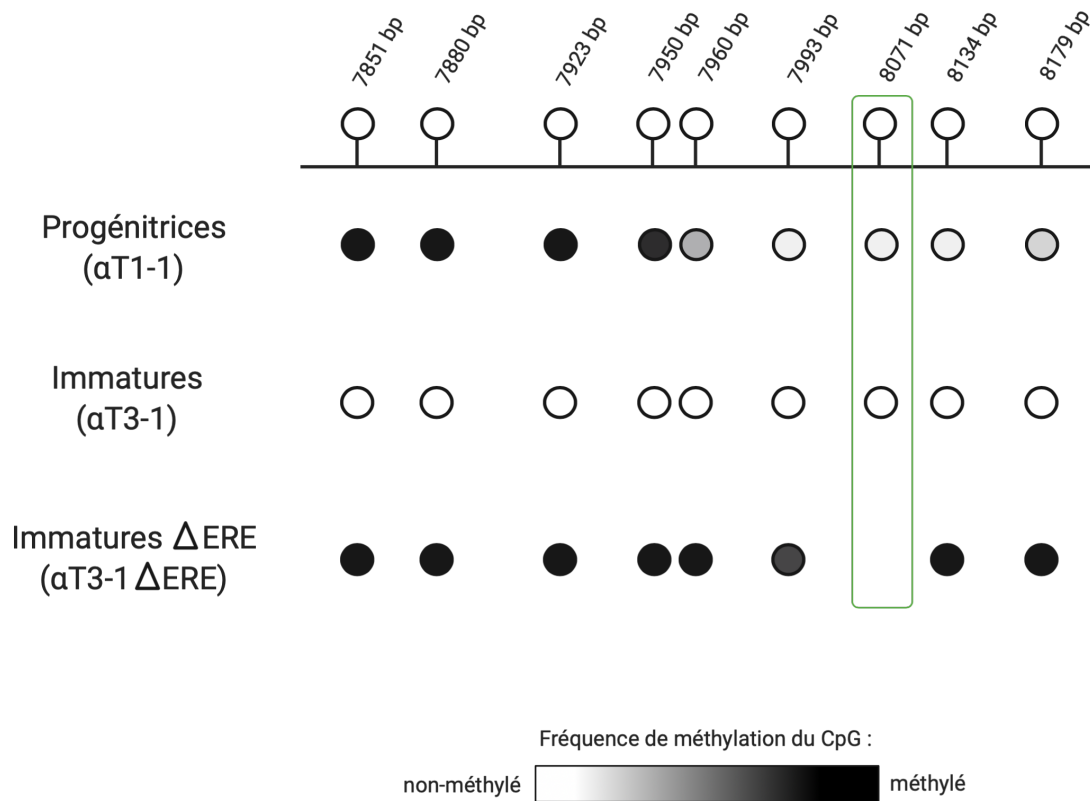 7851 bp
7880 bp
7923 bp
7950 bp
7960 bp
7993 bp
8071 bp
8134 bp
8179 bp
Progénitrices
(αT1-1)
Immatures
(αT3-1)
Immatures ΔERE
(αT3-1 ΔERE)
Fréquence de méthylation du CpG :
non-méthylé
méthylé